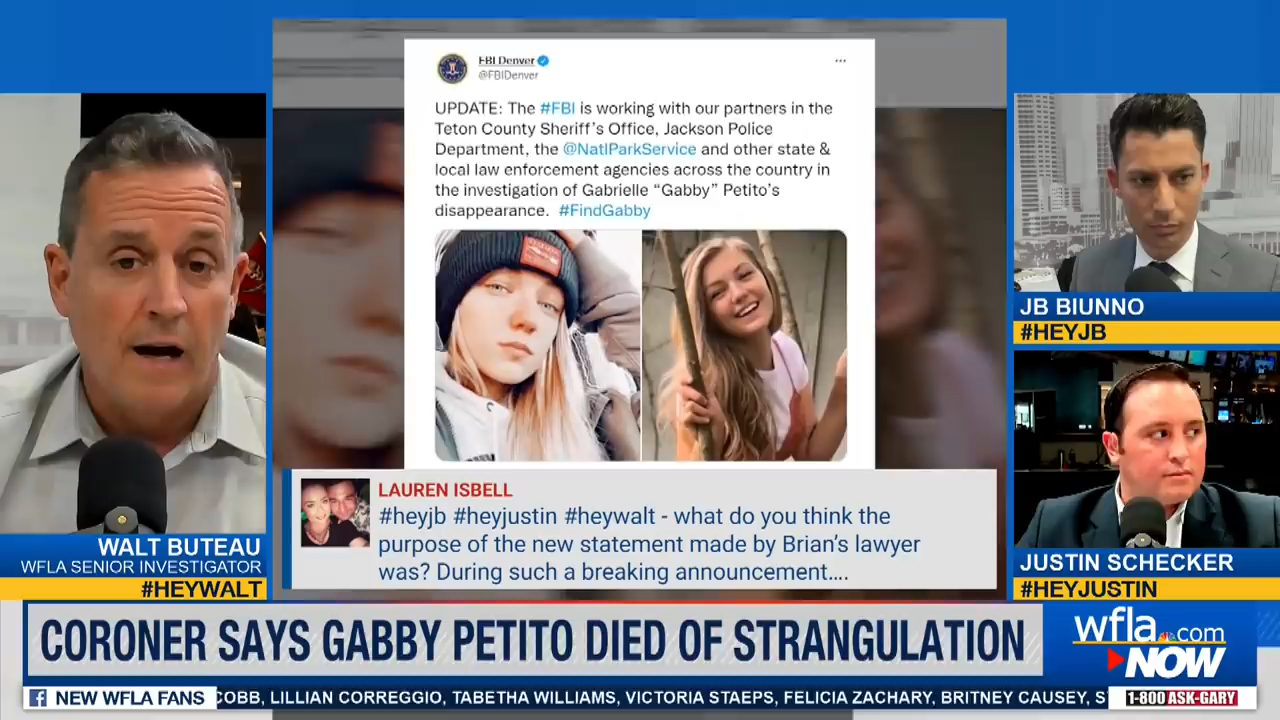 FBI Denver
@FBIDenver
UPDATE: The #FBI is working with our partners in the
Teton County Sheriff's Office, Jackson Police
Department, the @NatlParkService and other state &
local law enforcement agencies across the country in
the investigation of Gabrielle “Gabby” Petito's
disappearance. #FindGabby
LAUREN ISBELL
#heyjb #heyjustin #heywalt - what do you think the
purpose of the new statement made by Brian's lawyer
was? During such a breaking announcement....
WALT BUTEAU
WFLA SENIOR INVESTIGATOR
#HEYWALT
JB BIUNNO
#HEYJB
JUSTIN SCHECKER
#HEYJUSTIN
CORONER SAYS GABBY PETITO DIED OF STRANGULATION
wfla.com
NOW
NEW WFLA FANS
COBB, LILLIAN CORREGGIO, TABETHA WILLIAMS, VICTORIA STAEPS, FELICIA ZACHARY, BRITNEY CAUSEY, S
1-800 ASK-GARY